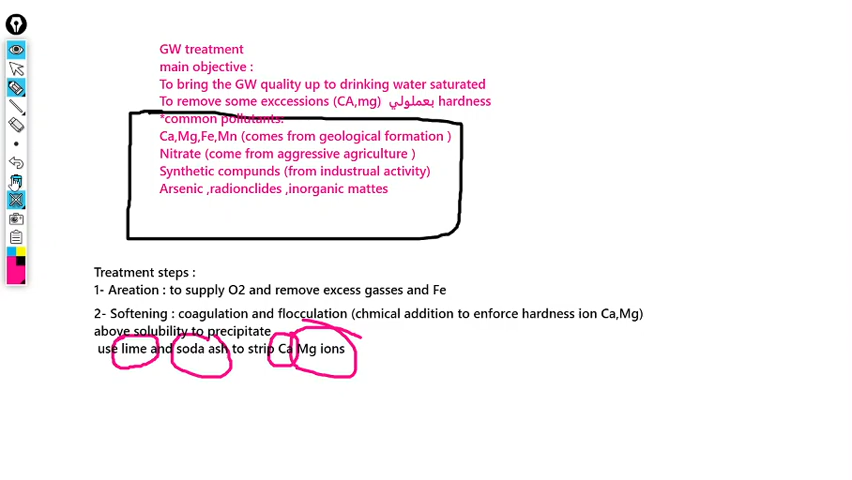 GW treatment
main objective :
To bring the GW quality up to drinking water saturated
To remove some exccessions (CA,mg) بعملولي hardness
*common pollutants:
Ca,Mg,Fe,Mn (comes from geological formation )
Nitrate (come from aggressive agriculture )
Synthetic compunds (from industrual activity)
Arsenic ,radionclides ,inorganic mattes
Treatment steps :
1- Areation : to supply O2 and remove excess gasses and Fe
2- Softening : coagulation and flocculation (chmical addition to enforce hardness ion Ca,Mg)
above solubility to precipitate
use lime and soda ash to strip Ca Mg ions